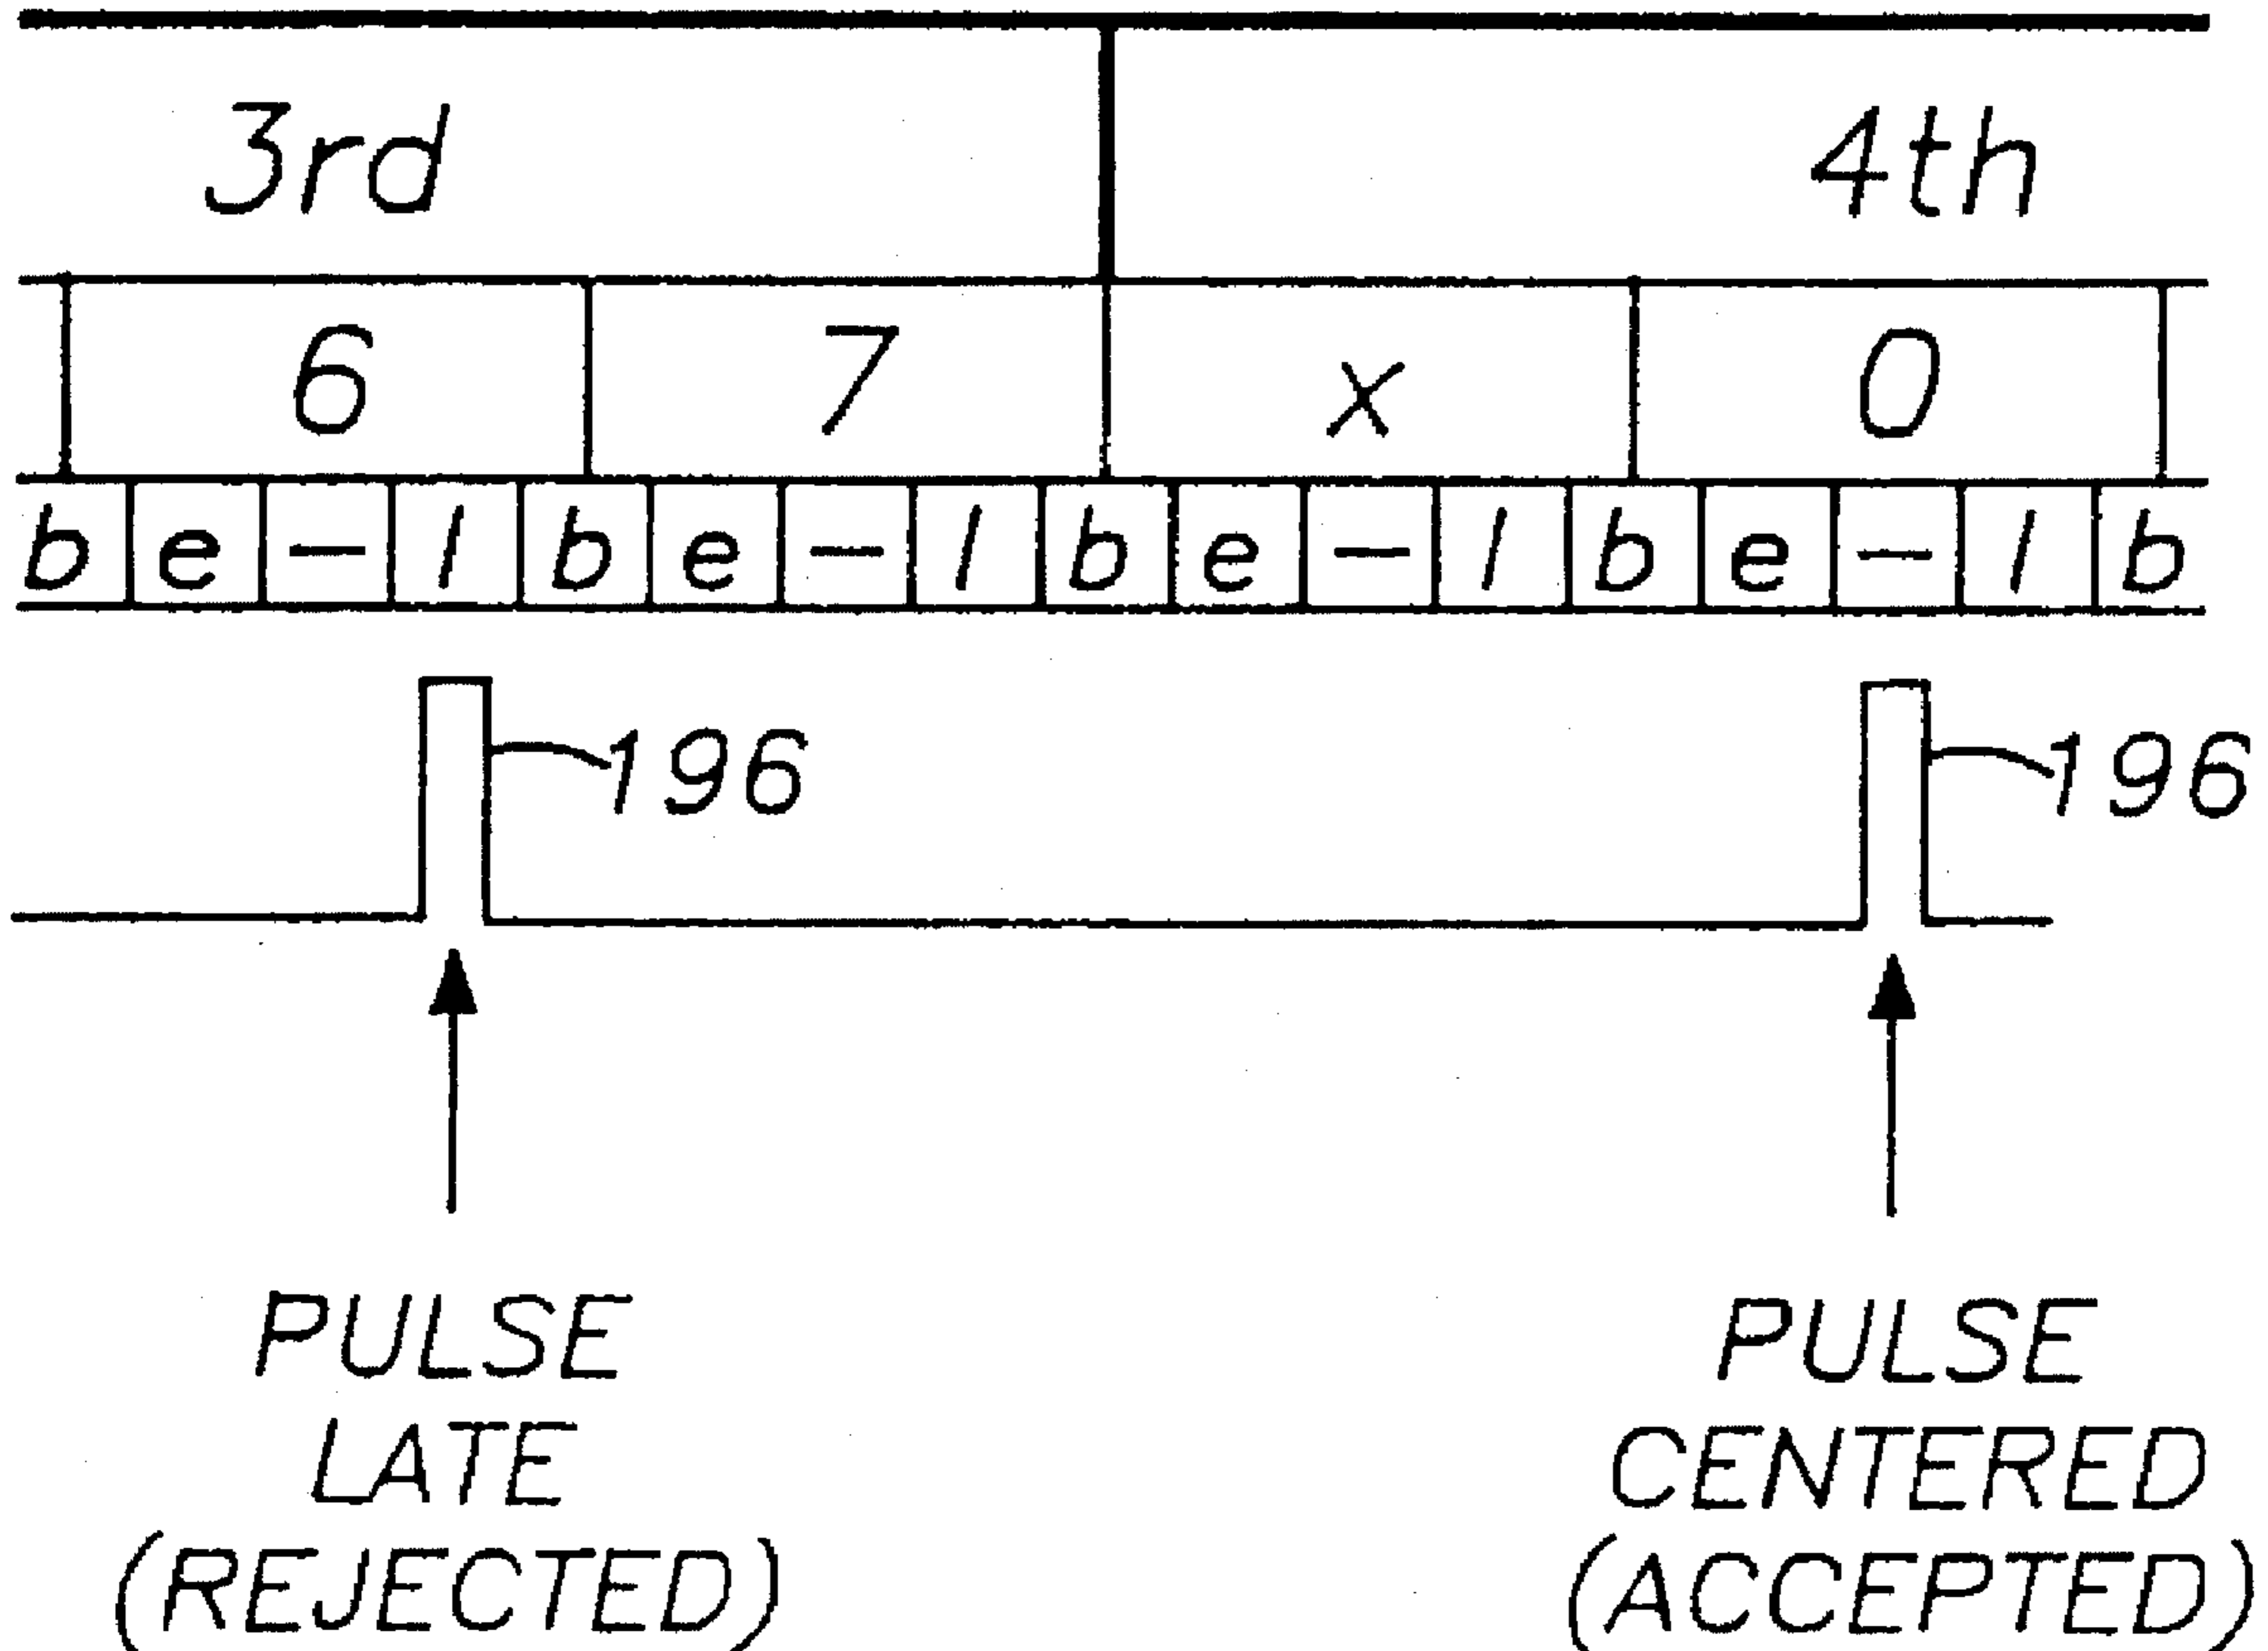 3rd 4th
6 7 x 0
b e - l b e - l b e - l b e - l b
196 196
PULSE
LATE
(REJECTED)
PULSE
CENTERED
(ACCEPTED)